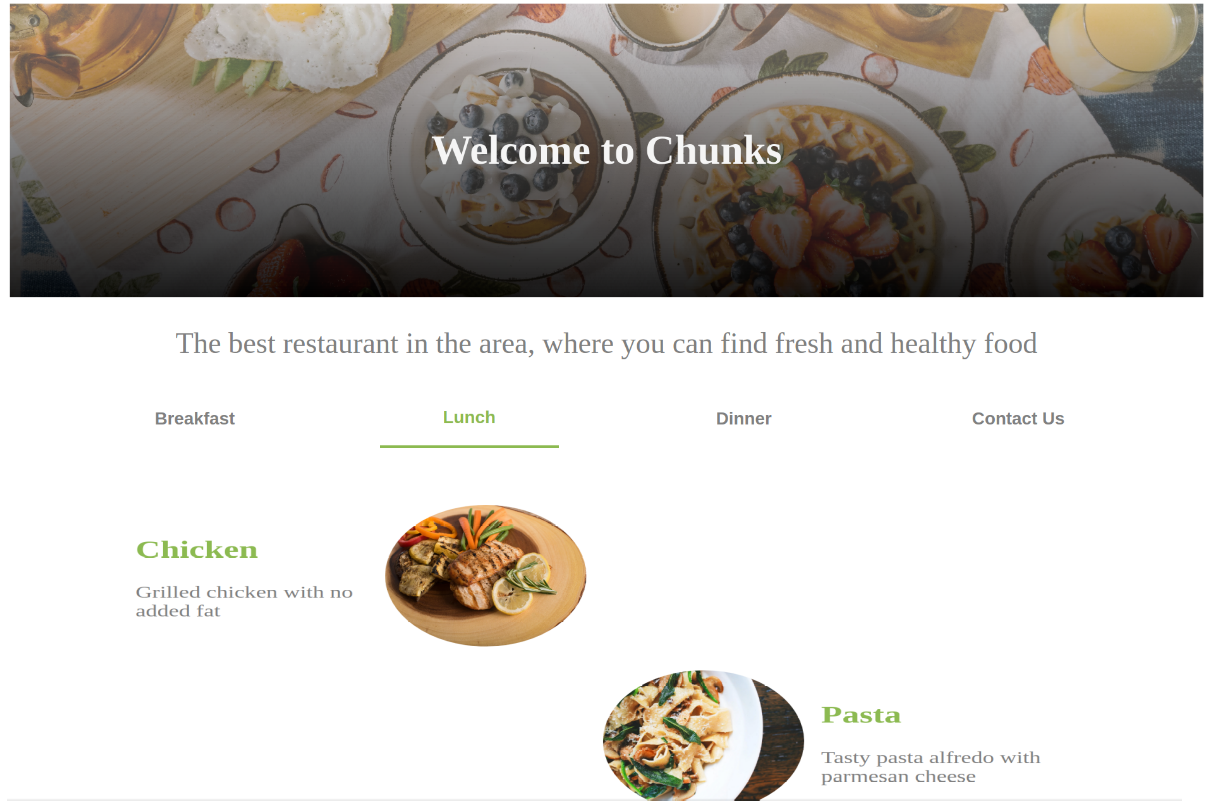 Welcome to Chunks
The best restaurant in the area, where you can find fresh and healthy food
Breakfast
Lunch
Dinner
Contact Us
Chicken
Grilled chicken with no
added fat
Pasta
Tasty pasta alfredo with
parmesan cheese